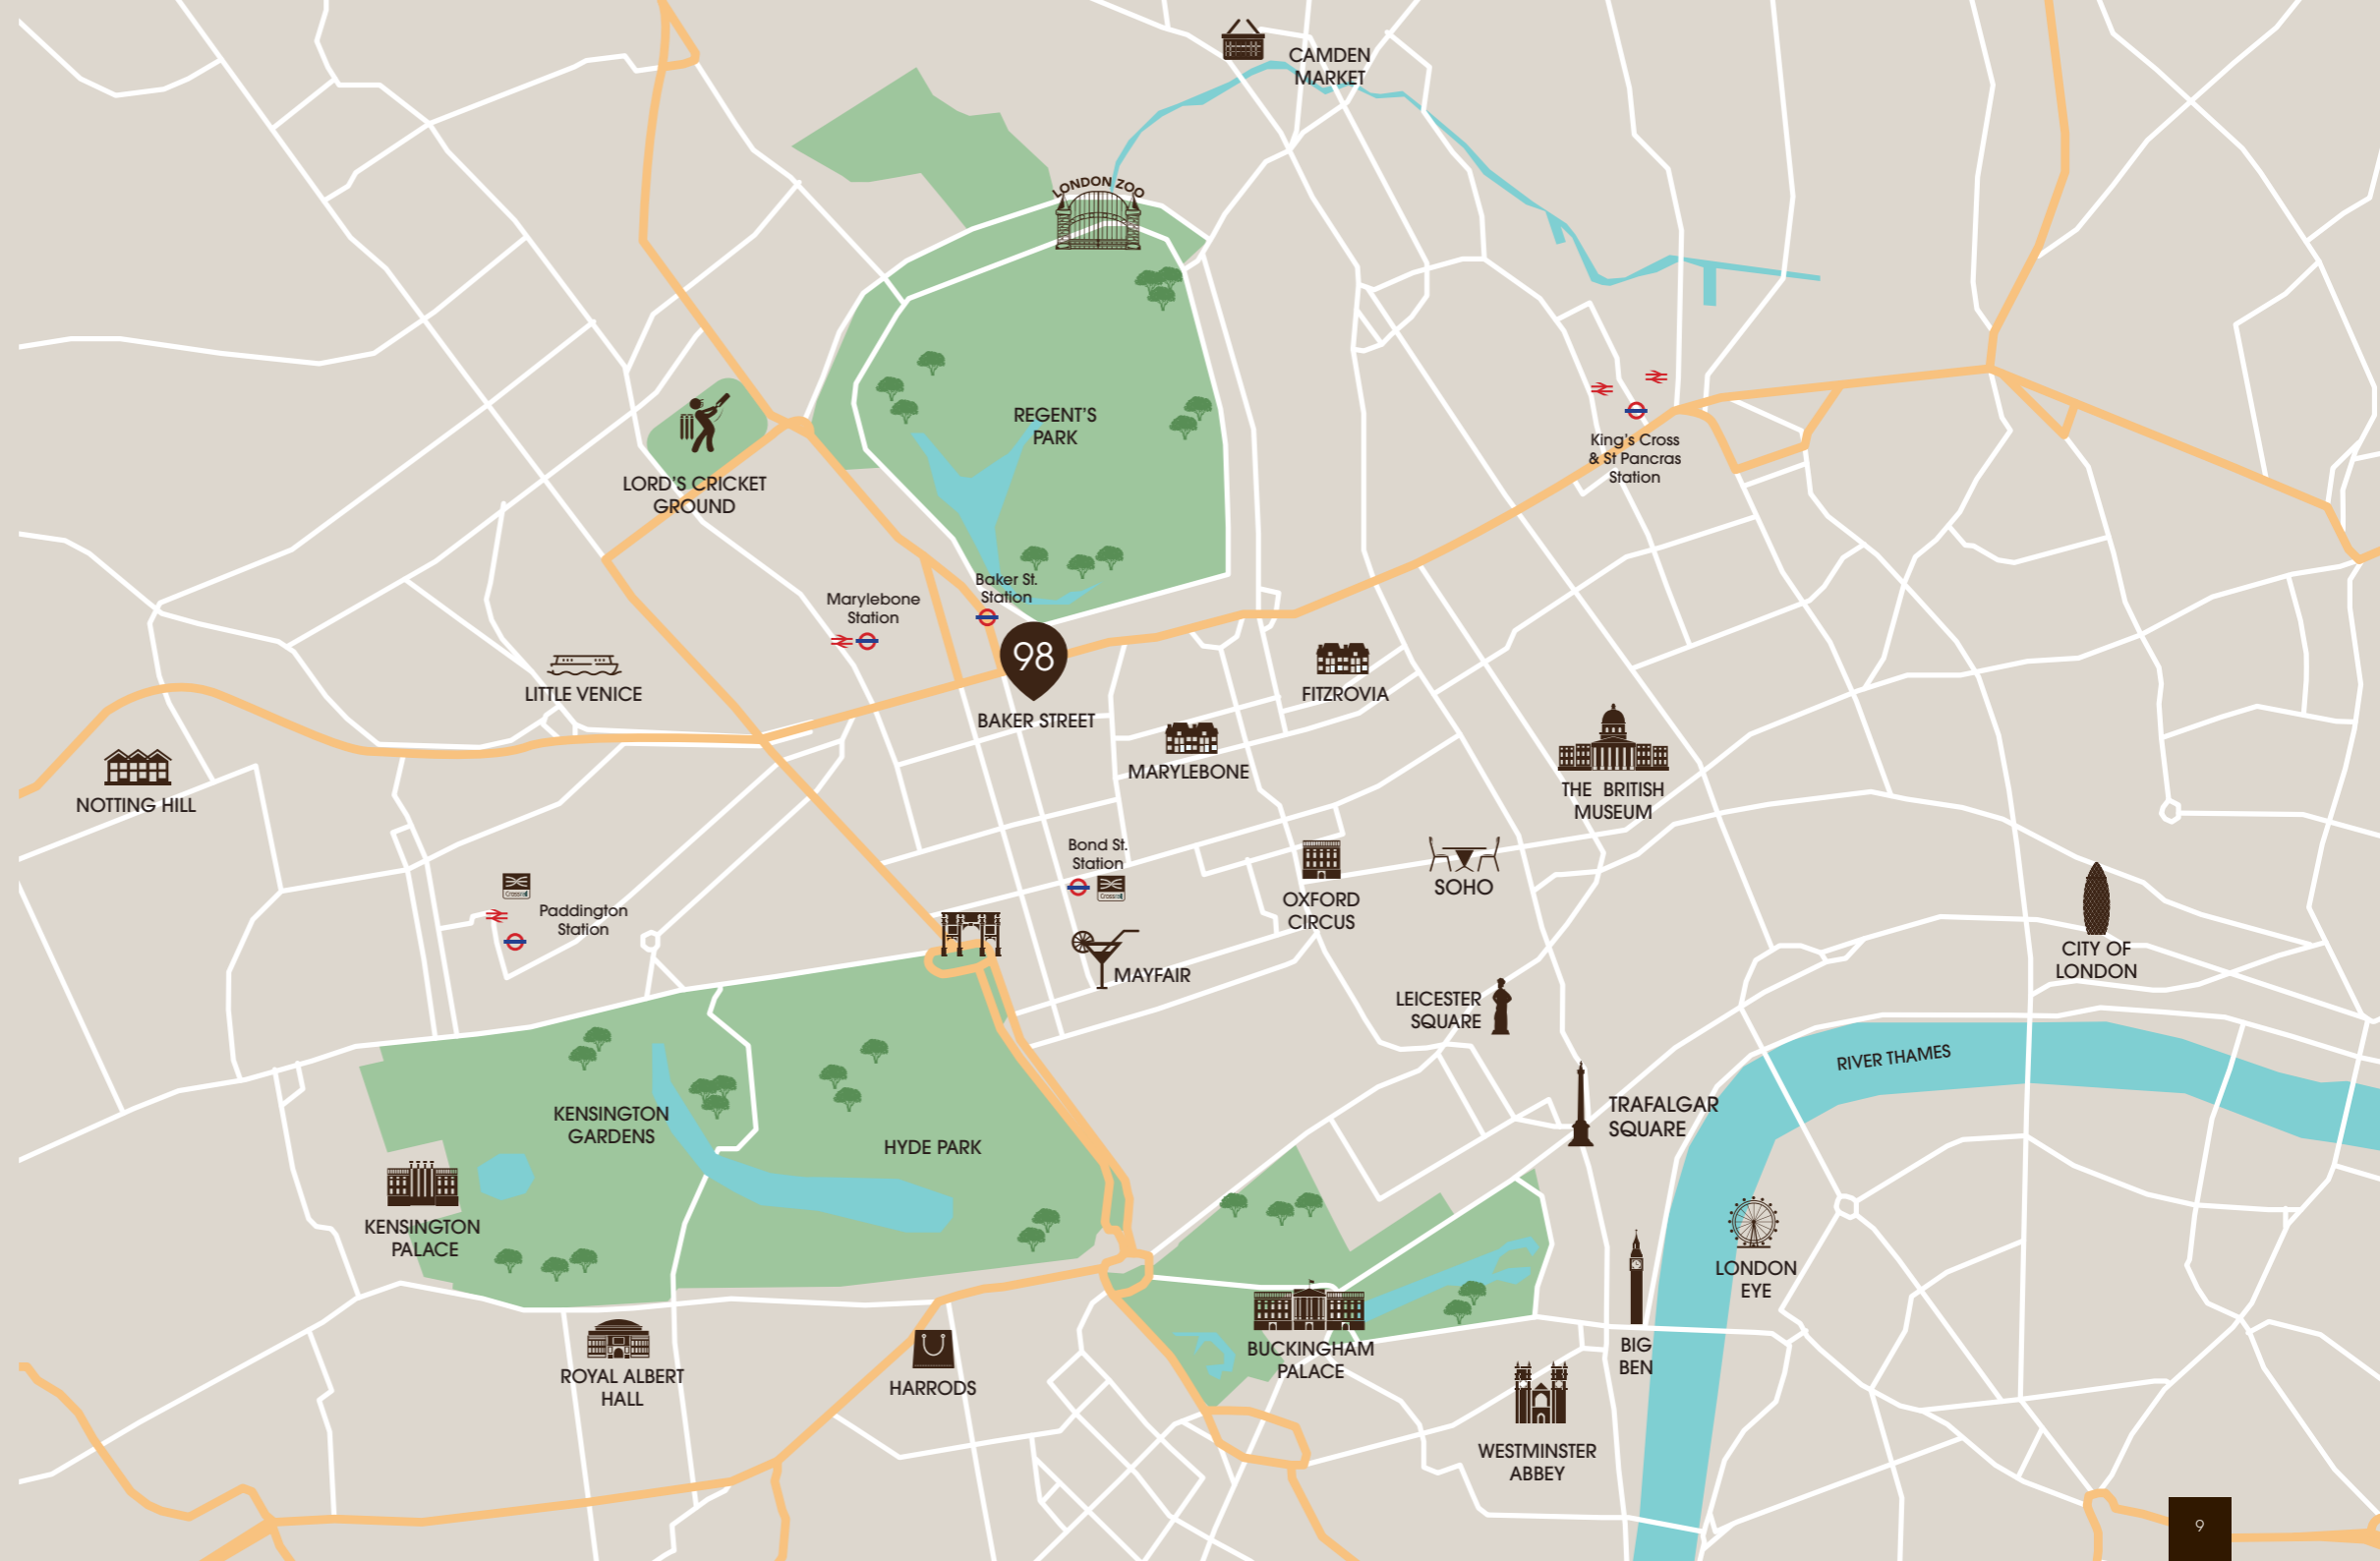 CAMDEN
MARKET
LONDON ZOO
REGENT'S
PARK
King's Cross
& St Pancras
Station
LORD'S CRICKET
GROUND
Baker St.
Station
Marylebone
Station
98
BAKER STREET
LITTLE VENICE
FITZROVIA
MARYLEBONE
NOTTING HILL
THE BRITISH
MUSEUM
Bond St.
Station
Crossrail
SOHO
OXFORD
CIRCUS
Crossrail
Paddington
Station
CITY OF
LONDON
MAYFAIR
LEICESTER
SQUARE
RIVER THAMES
TRAFALGAR
SQUARE
KENSINGTON
GARDENS
HYDE PARK
KENSINGTON
PALACE
LONDON
EYE
BUCKINGHAM
PALACE
BIG
BEN
ROYAL ALBERT
HALL
HARRODS
WESTMINSTER
ABBEY
9